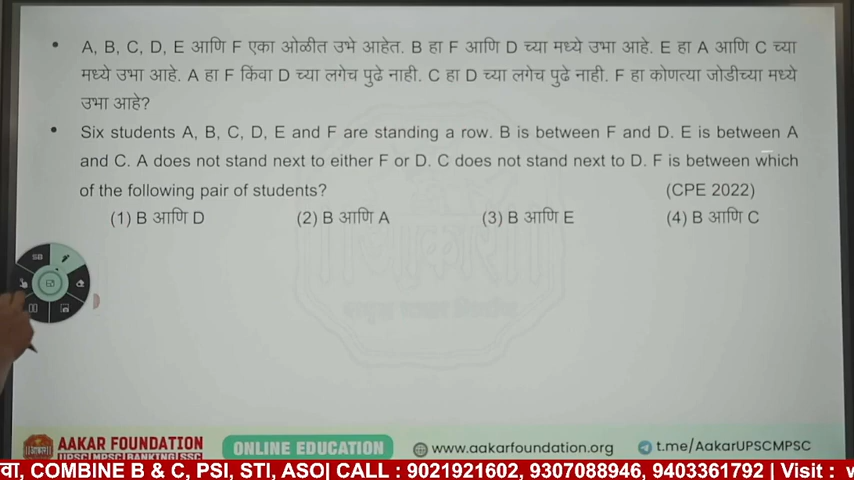 • A, B, C, D, E आणि F एका ओळीत उभे आहेत. B हा F आणि D च्या मध्ये उभा आहे. E हा A आणि C च्या
मध्ये उभा आहे. A हा F किंवा D च्या लगेच पुढे नाही. C हा D च्या लगेच पुढे नाही. F हा कोणत्या जोडीच्या मध्ये
उभा आहे?
• Six students A, B, C, D, E and F are standing a row. B is between F and D. E is between A
and C. A does not stand next to either F or D. C does not stand next to D. F is between which
of the following pair of students? (CPE 2022)
(1) B आणि D (2) B आणि A (3) B आणि E (4) B आणि C
AAKAR FOUNDATION
UPSC|MPSC|BANKING|SSC
ONLINE EDUCATION
www.aakarfoundation.org
t.me/AakarUPSCMPSC
वा, COMBINE B & C, PSI, STI, ASO| CALL : 9021921602, 9307088946, 9403361792 | Visit :